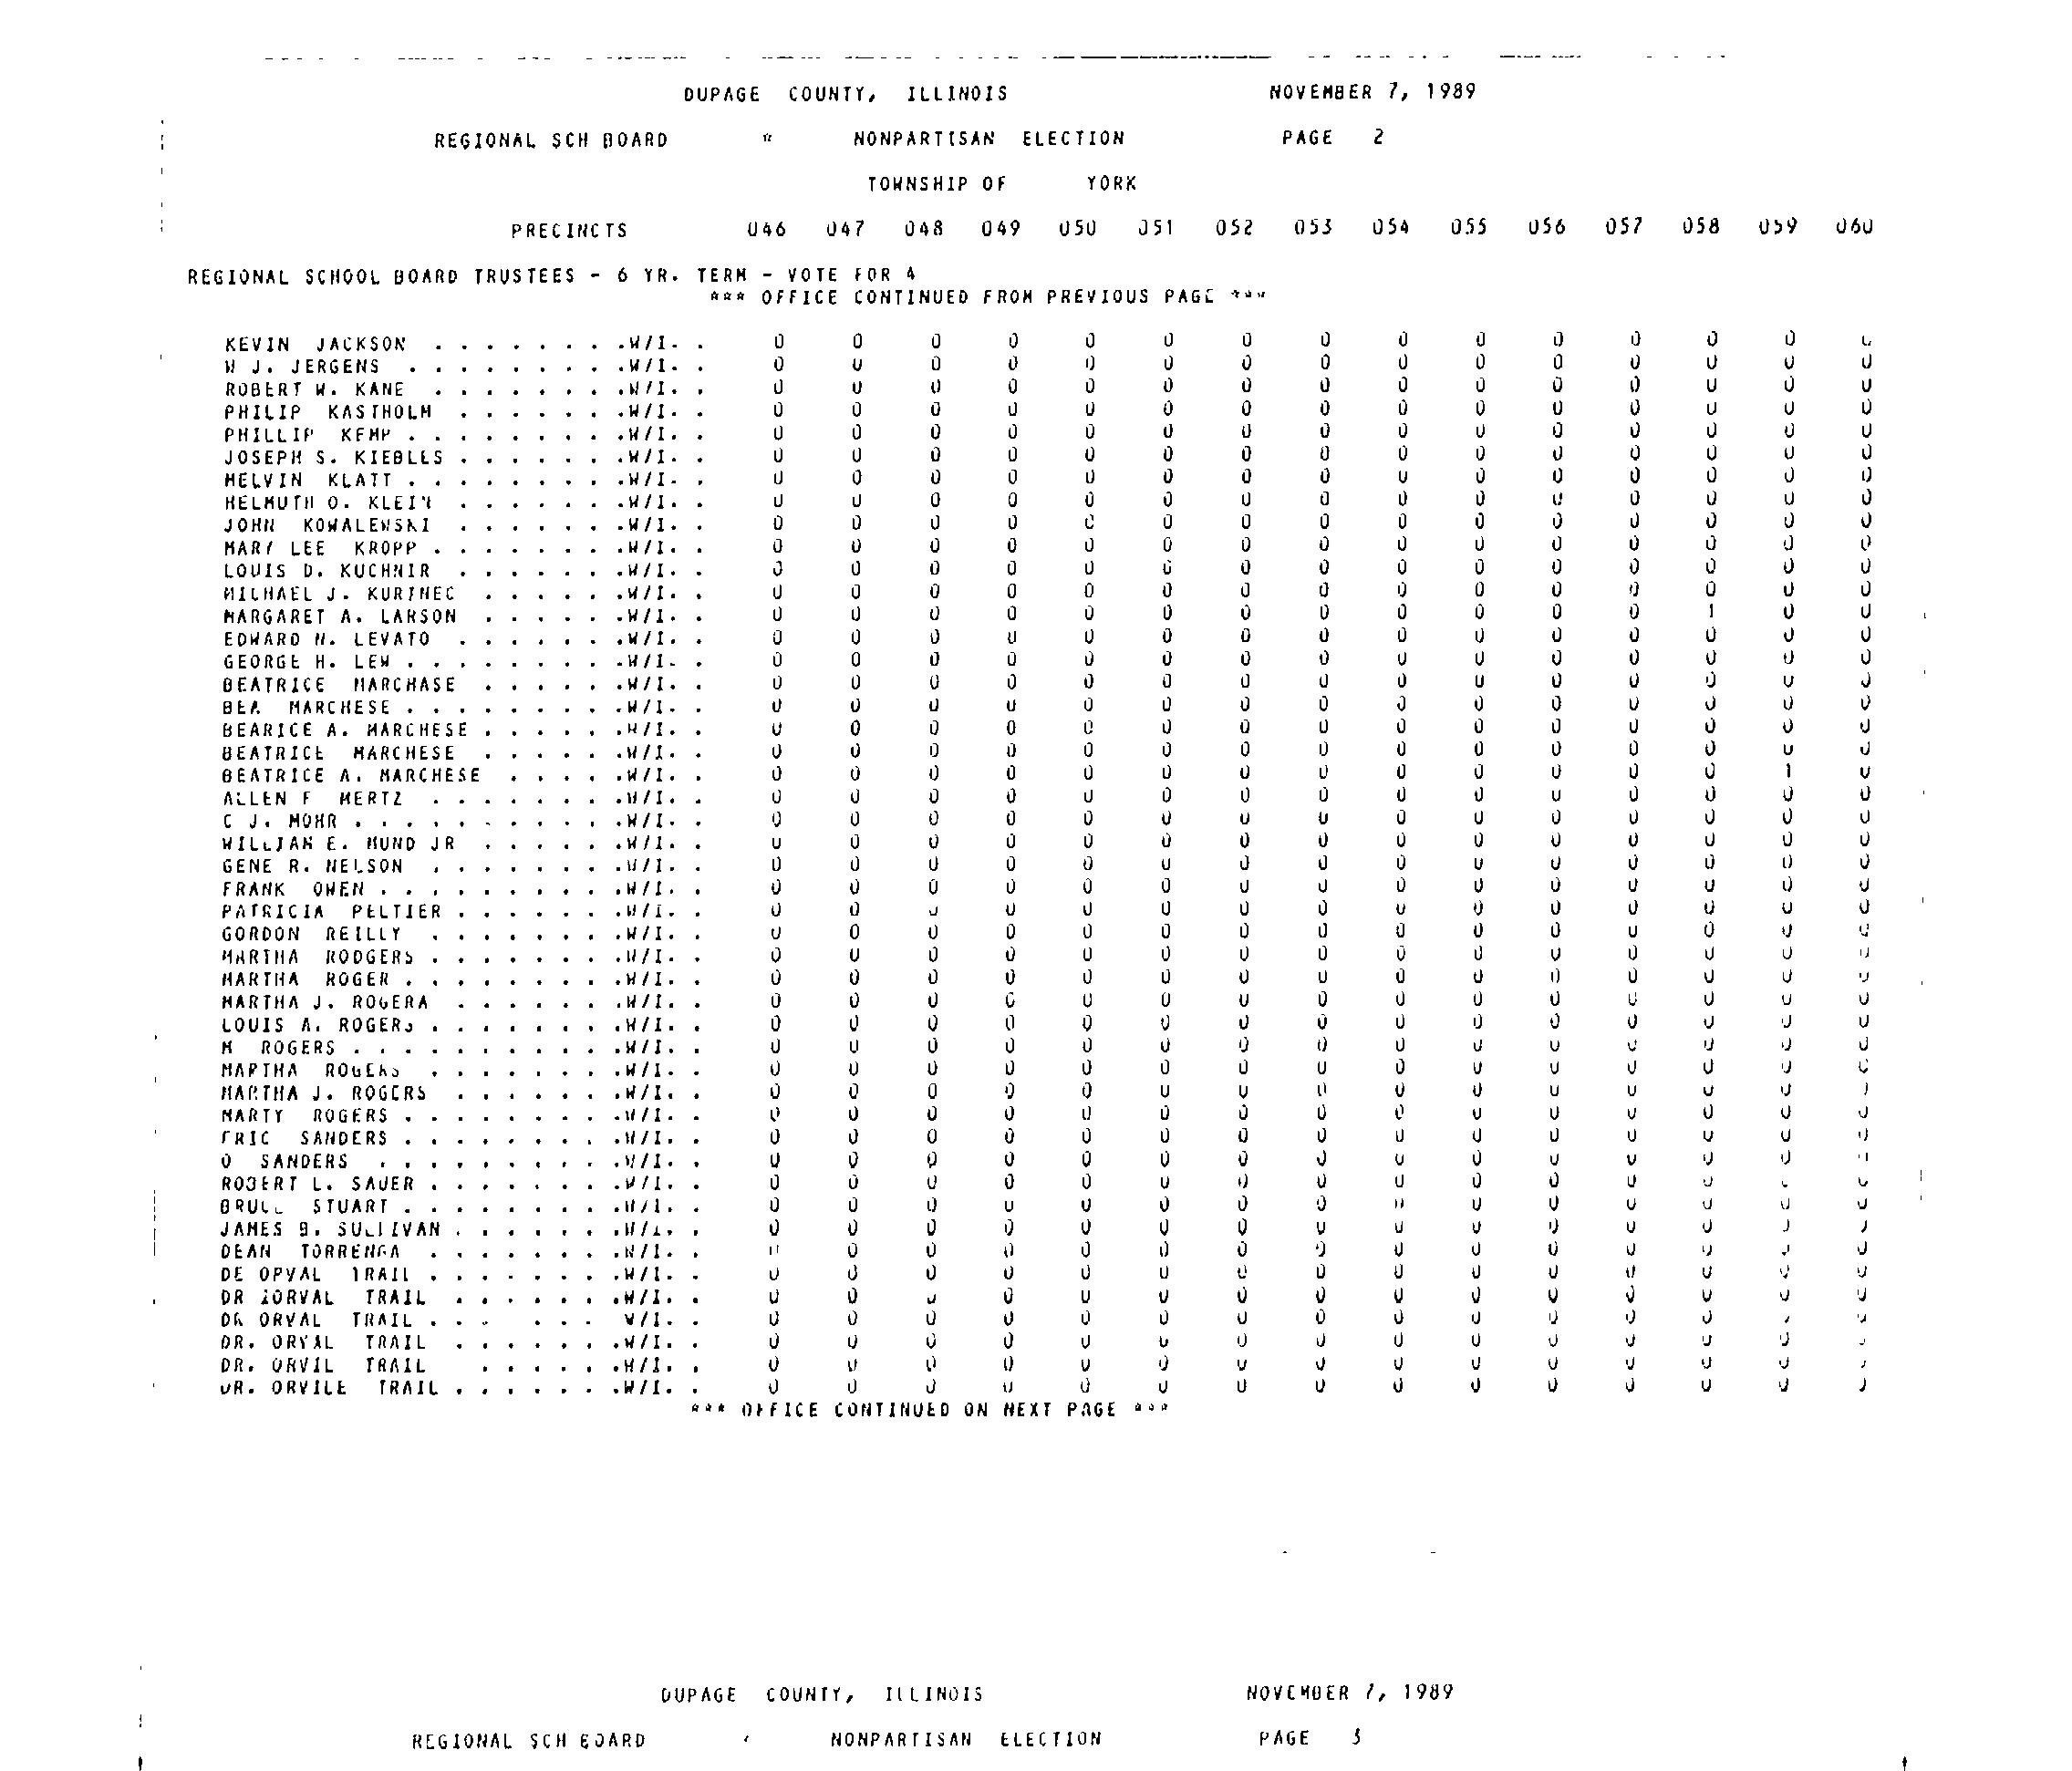 DUPAGE COUNTY, ILLINOIS NOVEMBER 7, 1989
REGIONAL SCH BOARD * NONPARTISAN ELECTION PAGE 2
TOWNSHIP OF YORK
PRECINCTS 046 047 048 049 050 051 052 053 054 055 056 057 058 059 060
REGIONAL SCHOOL BOARD TRUSTEES - 6 YR. TERM - VOTE FOR 4
*** OFFICE CONTINUED FROM PREVIOUS PAGE ***
KEVIN JACKSON . . . . . . . .W/I. . 0 0 0 0 0 0 0 0 0 0 0 0 0 0
W J. JERGENS . . . . . . . . .W/I. . 0 0 0 0 0 0 0 0 0 0 0 0 0 0 0
ROBERT W. KANE . . . . . . . .W/I. . 0 0 0 0 0 0 0 0 0 0 0 0 0 0 0
PHILIP KASTHOLM . . . . . . .W/I. . 0 0 0 0 0 0 0 0 0 0 0 0 0 0 0
PHILLIP KEMP . . . . . . . . .W/I. . 0 0 0 0 0 0 0 0 0 0 0 0 0 0 0
JOSEPH S. KIEBLES . . . . . . .W/I. . 0 0 0 0 0 0 0 0 0 0 0 0 0 0 0
MELVIN KLATT . . . . . . . . .W/I. . 0 0 0 0 0 0 0 0 0 0 0 0 0 0 0
HELMUTH O. KLEIN . . . . . . .W/I. . 0 0 0 0 0 0 0 0 0 0 0 0 0 0 0
JOHN KOWALEWSKI . . . . . . .W/I. . 0 0 0 0 0 0 0 0 0 0 0 0 0 0 0
MARY LEE KROPP . . . . . . . .W/I. . 0 0 0 0 0 0 0 0 0 0 0 0 0 0 0
LOUIS D. KUCHNIR . . . . . . .W/I. . 0 0 0 0 0 0 0 0 0 0 0 0 0 0 0
MICHAEL J. KURTNEC . . . . . .W/I. . 0 0 0 0 0 0 0 0 0 0 0 0 0 0 0
MARGARET A. LARSON . . . . . .W/I. . 0 0 0 0 0 0 0 0 0 0 0 0 1 0 0
EDWARD N. LEVATO . . . . . . .W/I. . 0 0 0 0 0 0 0 0 0 0 0 0 0 0 0
GEORGE H. LEW . . . . . . . . .W/I. . 0 0 0 0 0 0 0 0 0 0 0 0 0 0 0
BEATRICE MARCHASE . . . . . .W/I. . 0 0 0 0 0 0 0 0 0 0 0 0 0 0 0
BEA MARCHESE . . . . . . . . .W/I. . 0 0 0 0 0 0 0 0 0 0 0 0 0 0 0
BEARICE A. MARCHESE . . . . . .W/I. . 0 0 0 0 0 0 0 0 0 0 0 0 0 0 0
BEATRICE MARCHESE . . . . . .W/I. . 0 0 0 0 0 0 0 0 0 0 0 0 0 0 0
BEATRICE A. MARCHESE . . . . .W/I. . 0 0 0 0 0 0 0 0 0 0 0 0 0 1 0
ALLEN F MERTZ . . . . . . . .W/I. . 0 0 0 0 0 0 0 0 0 0 0 0 0 0 0
C J. MOHR . . . . . . . . . . .W/I. . 0 0 0 0 0 0 0 0 0 0 0 0 0 0 0
WILLIAM E. MUND JR . . . . . .W/I. . 0 0 0 0 0 0 0 0 0 0 0 0 0 0 0
GENE R. NELSON . . . . . . . .W/I. . 0 0 0 0 0 0 0 0 0 0 0 0 0 0 0
FRANK OWEN . . . . . . . . . .W/I. . 0 0 0 0 0 0 0 0 0 0 0 0 0 0 0
PATRICIA PELTIER . . . . . . .W/I. . 0 0 0 0 0 0 0 0 0 0 0 0 0 0 0
GORDON REILLY . . . . . . . .W/I. . 0 0 0 0 0 0 0 0 0 0 0 0 0 0 0
MARTHA RODGERS . . . . . . . .W/I. . 0 0 0 0 0 0 0 0 0 0 0 0 0 0 0
MARTHA ROGER . . . . . . . . .W/I. . 0 0 0 0 0 0 0 0 0 0 0 0 0 0 0
MARTHA J. ROGERA . . . . . . .W/I. . 0 0 0 0 0 0 0 0 0 0 0 0 0 0 0
LOUIS A. ROGERS . . . . . . . .W/I. . 0 0 0 0 0 0 0 0 0 0 0 0 0 0 0
M ROGERS . . . . . . . . . . .W/I. . 0 0 0 0 0 0 0 0 0 0 0 0 0 0 0
MARTHA ROGERS . . . . . . . .W/I. . 0 0 0 0 0 0 0 0 0 0 0 0 0 0 0
MARTHA J. ROGERS . . . . . . .W/I. . 0 0 0 0 0 0 0 0 0 0 0 0 0 0
MARTY ROGERS . . . . . . . . .W/I. . 0 0 0 0 0 0 0 0 0 0 0 0 0 0 0
ERIC SANDERS . . . . . . . . .W/I. . 0 0 0 0 0 0 0 0 0 0 0 0 0 0 0
O SANDERS . . . . . . . . . .W/I. . 0 0 0 0 0 0 0 0 0 0 0 0 0 0
ROBERT L. SAUER . . . . . . . .W/I. . 0 0 0 0 0 0 0 0 0 0 0 0 0
STUART . . . . . . . . .W/I. . 0 0 0 0 0 0 0 0 0 0 0 0 0 0 0
JAMES B. SULLIVAN . . . . . . .W/I. . 0 0 0 0 0 0 0 0 0 0 0 0 0
DEAN TORRENGA . . . . . . . .W/I. . 0 0 0 0 0 0 0 0 0 0 0 0 0
DE ORVAL TRAIL . . . . . . . .W/I. . 0 0 0 0 0 0 0 0 0 0 0 0 0 0 0
DR TRAIL . . . . . . .W/I. . 0 0 0 0 0 0 0 0 0 0 0 0 0 0 0
DR ORVAL TRAIL . . . . . . W/I. . 0 0 0 0 0 0 0 0 0 0 0 0 0
DR. ORVAL TRAIL . . . . . . .W/I. . 0 0 0 0 0 0 0 0 0 0 0 0 0 0
DR. ORVIL TRAIL . . . . . .W/I. . 0 0 0 0 0 0 0 0 0 0 0 0 0 0
DR. ORVILE TRAIL . . . . . . .W/I. . 0 0 0 0 0 0 0 0 0 0 0 0 0 0
*** OFFICE CONTINUED ON NEXT PAGE ***
DUPAGE COUNTY, ILLINOIS NOVEMBER 7, 1989
REGIONAL SCH BOARD NONPARTISAN ELECTION PAGE 3